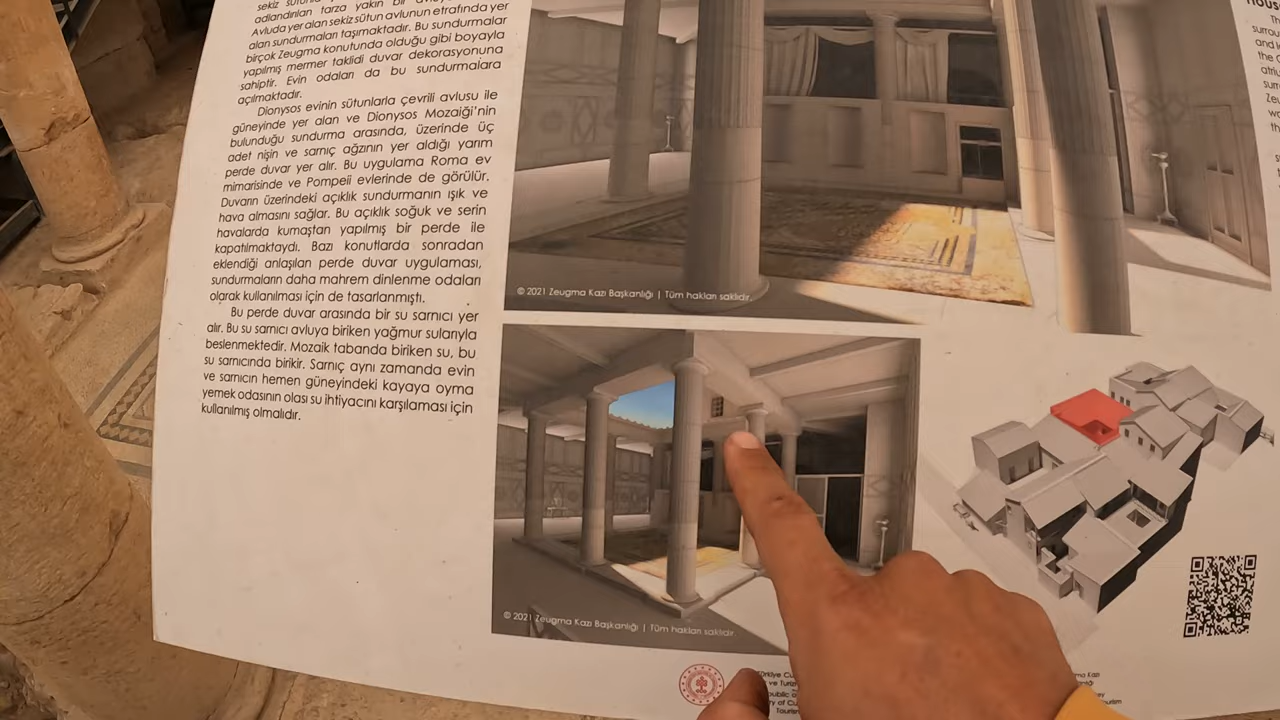 sekiz
adlandırılan tarza yakın bir
Avluda yer alan sekiz sütun avlunun etrafında yer
alan sundurmaları taşımaktadır. Bu sundurmalar
birçok Zeugma konutunda olduğu gibi boyayla
yapılmış mermer taklidi duvar dekorasyonuna
sahiptir. Evin odaları da bu sundurmalara
açılmaktadır.
Dionysos evinin sütunlarla çevrili avlusu ile
güneyinde yer alan ve Dionysos Mozaiği'nin
bulunduğu sundurma arasında, üzerinde üç
adet nişin ve sarnıç ağzının yer aldığı yarım
perde duvar yer alır. Bu uygulama Roma ev
mimarisinde ve Pompeii evlerinde de görülür.
Duvarın üzerindeki açıklık sundurmanın ışık ve
hava almasını sağlar. Bu açıklık soğuk ve serin
havalarda kumaştan yapılmış bir perde ile
kapatılmaktaydı. Bazı konutlarda sonradan
eklendiği anlaşılan perde duvar uygulaması,
sundurmaların daha mahrem dinlenme odaları
olarak kullanılması için de tasarlanmıştı.
Bu perde duvar arasında bir su sarnıcı yer
alır. Bu su sarnıcı avluya biriken yağmur sularıyla
beslenmektedir. Mozaik tabanda biriken su, bu
su sarnıcında birikir. Sarnıç aynı zamanda evin
ve sarnıcın hemen güneyindeki kayaya oyma
yemek odasının olası su ihtiyacını karşılaması için
kullanılmış olmalıdır.
© 2021 Zeugma Kazı Başkanlığı | Tüm hakları saklıdır.
© 2021 Zeugma Kazı Başkanlığı | Tüm hakları saklıdır.